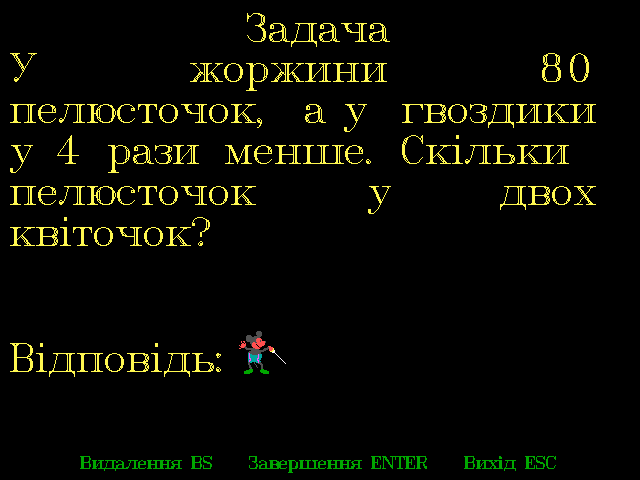 Задача
У жоржини 80
пелюсточок, а у гвоздики
у 4 рази менше. Скільки
пелюсточок у двох
квіточок?
Відповідь:
Видалення BS Завершення ENTER Вихід ESC